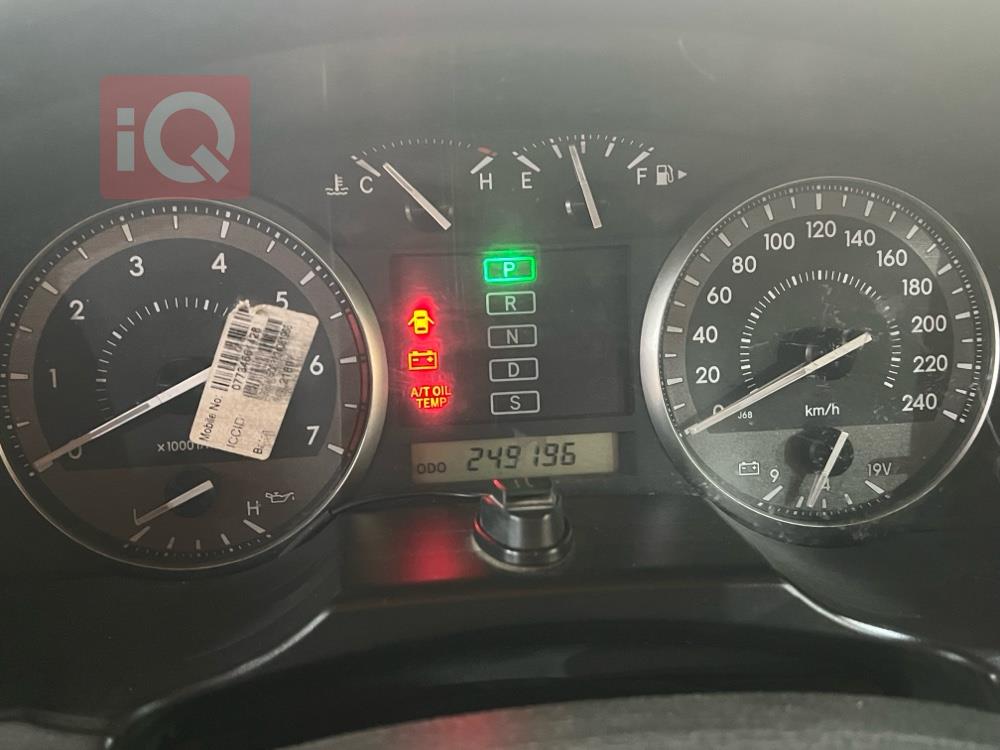 iQ
C
H
E
F
P
R
N
D
S
A/T OIL
TEMP
ODO 249196
0
1
2
3
4
5
6
7
x1000
H
Mobile No:
ICCID
0
20
40
60
80
100
120
140
160
180
200
220
240
J68
km/h
9
19V